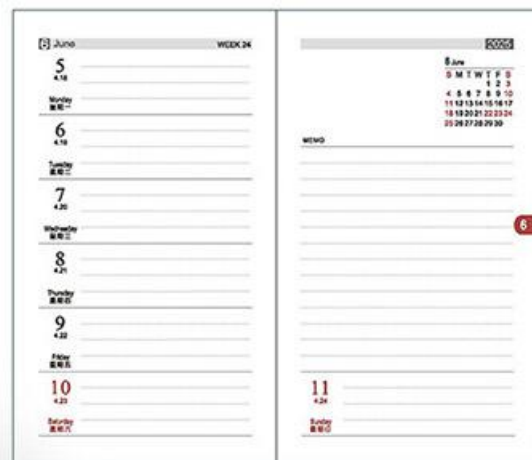 6 June WEEK 24
5
4.18
Monday
星期一
6
4.19
Tuesday
星期二
7
4.20
Wednesday
星期三
8
4.21
Thursday
星期四
9
4.22
Friday
星期五
10
4.23
Saturday
星期六
2025
6 June
S M T W T F S
1 2 3
4 5 6 7 8 9 10
11 12 13 14 15 16 17
18 19 20 21 22 23 24
25 26 27 28 29 30
MEMO
6
11
4.24
Sunday
星期日